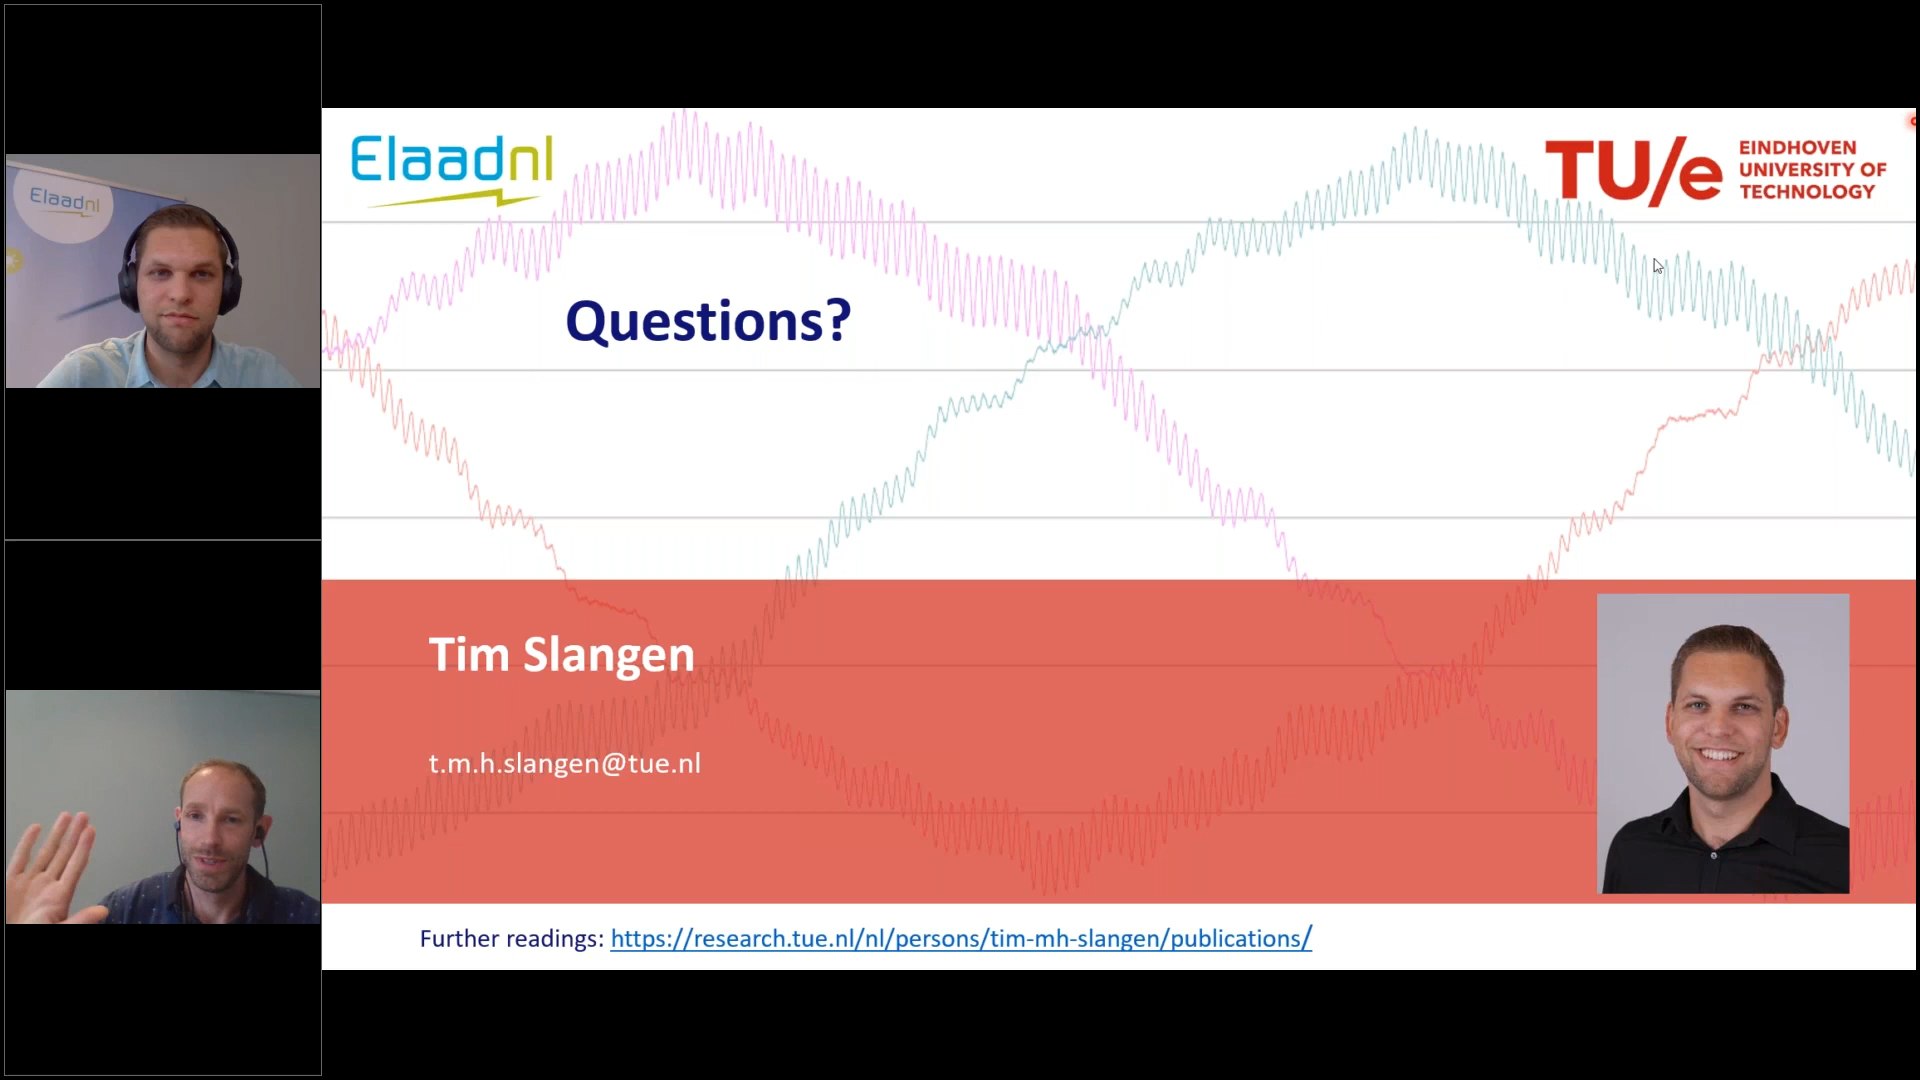 Elaadnl
Elaadnl
TU/e
EINDHOVEN
UNIVERSITY OF
TECHNOLOGY
Questions?
Tim Slangen
t.m.h.slangen@tue.nl
Further readings: https://research.tue.nl/nl/persons/tim-mh-slangen/publications/